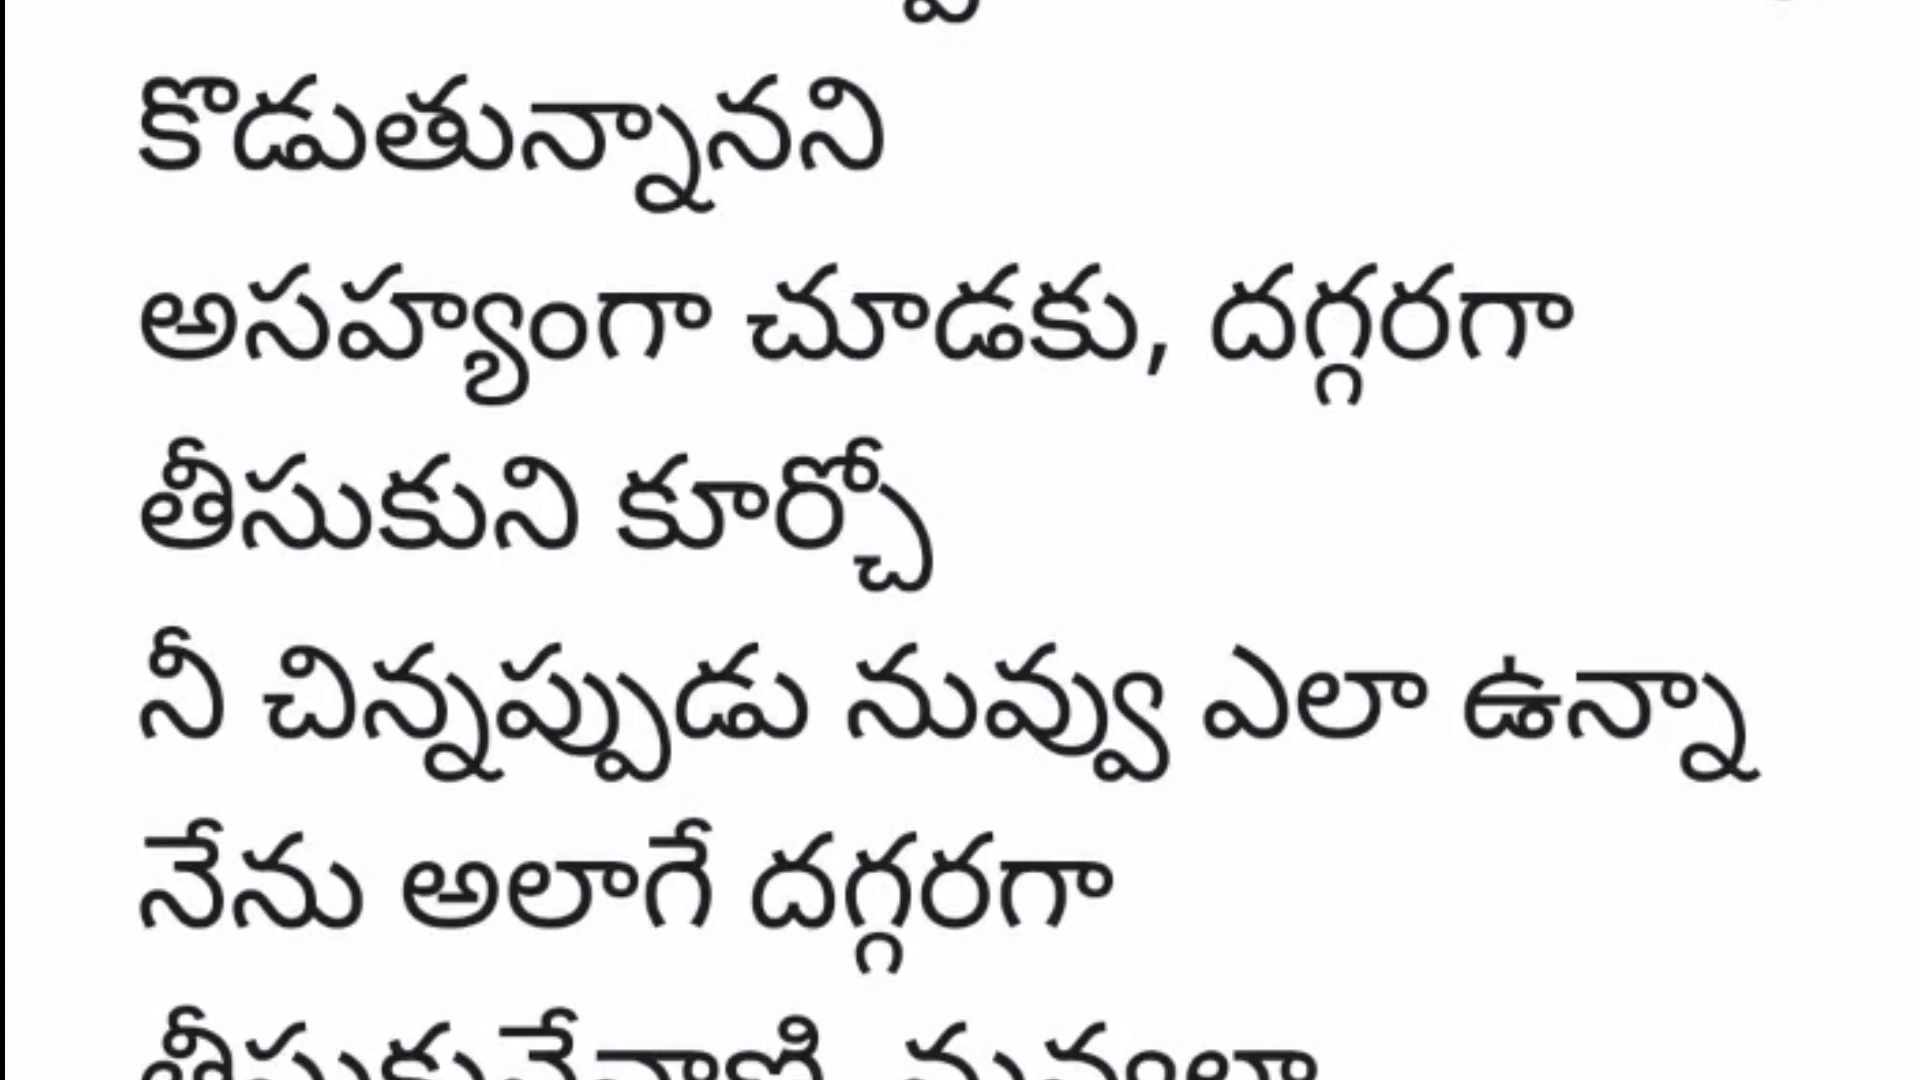 కొడుతున్నానని
అసహ్యంగా చూడకు, దగ్గరగా
తీసుకుని కూర్చో
నీ చిన్నప్పుడు నువ్వు ఎలా ఉన్నా
నేను అలాగే దగ్గరగా